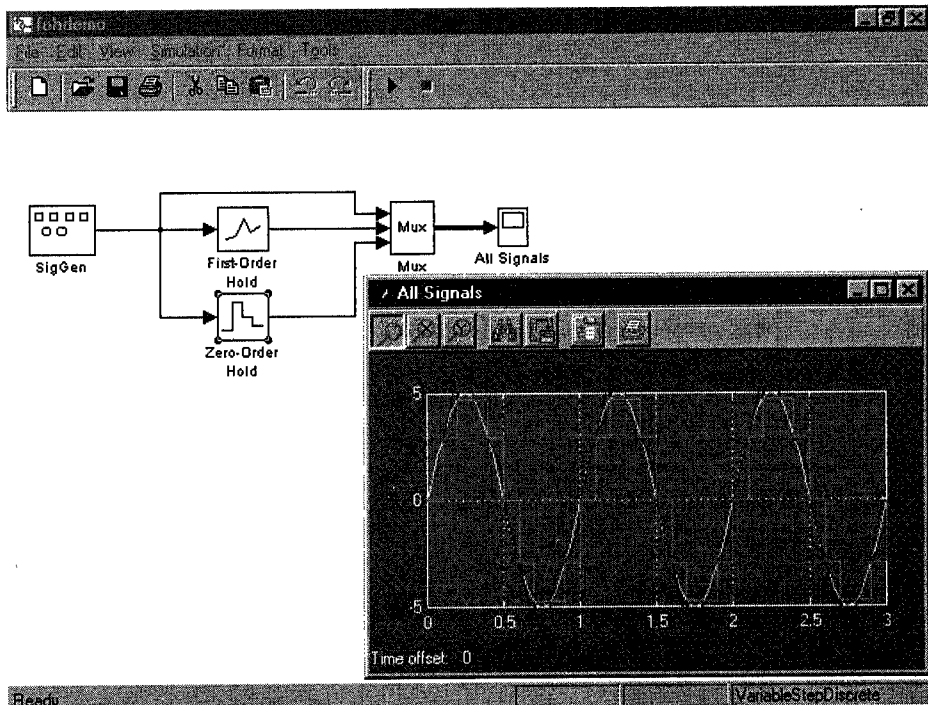 fohdemo
File Edit View Simulation Format Tools
SigGen
First-Order
Hold
Zero-Order
Hold
Mux
Mux
All Signals
All Signals
5
0
-5
0 0.5 1 1.5 2 2.5 3
Time offset: 0
Ready
VariableStepDiscrete